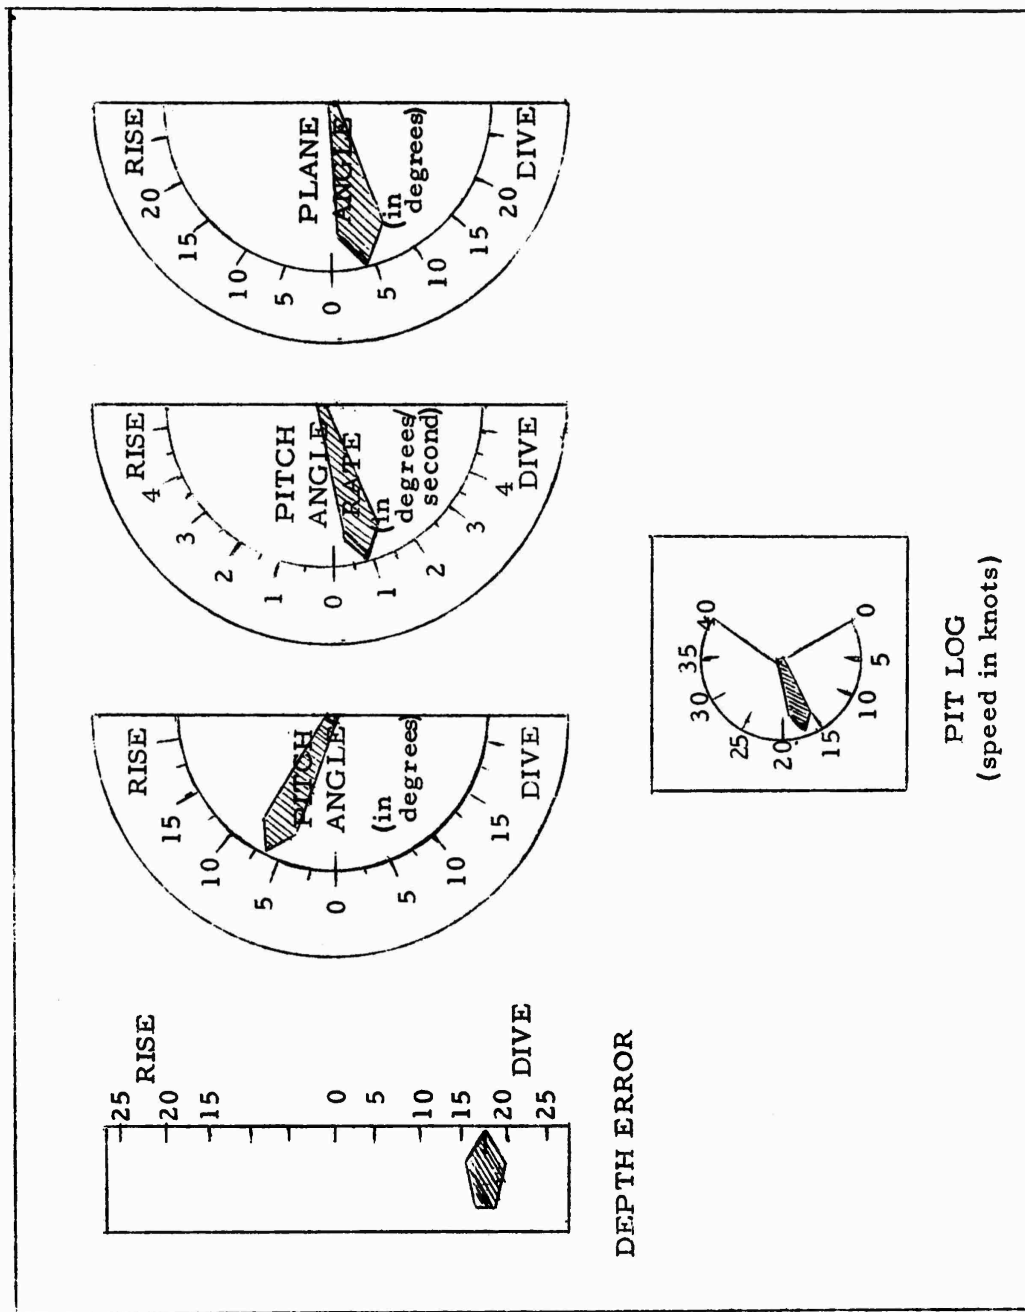 RISE
20
15
10
5
0
5
10
15
20
DIVE
PLANE
ANGLE
(in
degrees)
RISE
4
3
2
1
0
1
2
3
4
DIVE
PITCH
ANGLE
RATE
(in
degrees/
second)
RISE
15
10
5
0
5
10
15
DIVE
PITCH
ANGLE
(in
degrees)
25
RISE
20
15
0
5
10
15
DIVE
20
25
DEPTH ERROR
40
35
30
25
20
15
10
5
0
PIT LOG
(speed in knots)